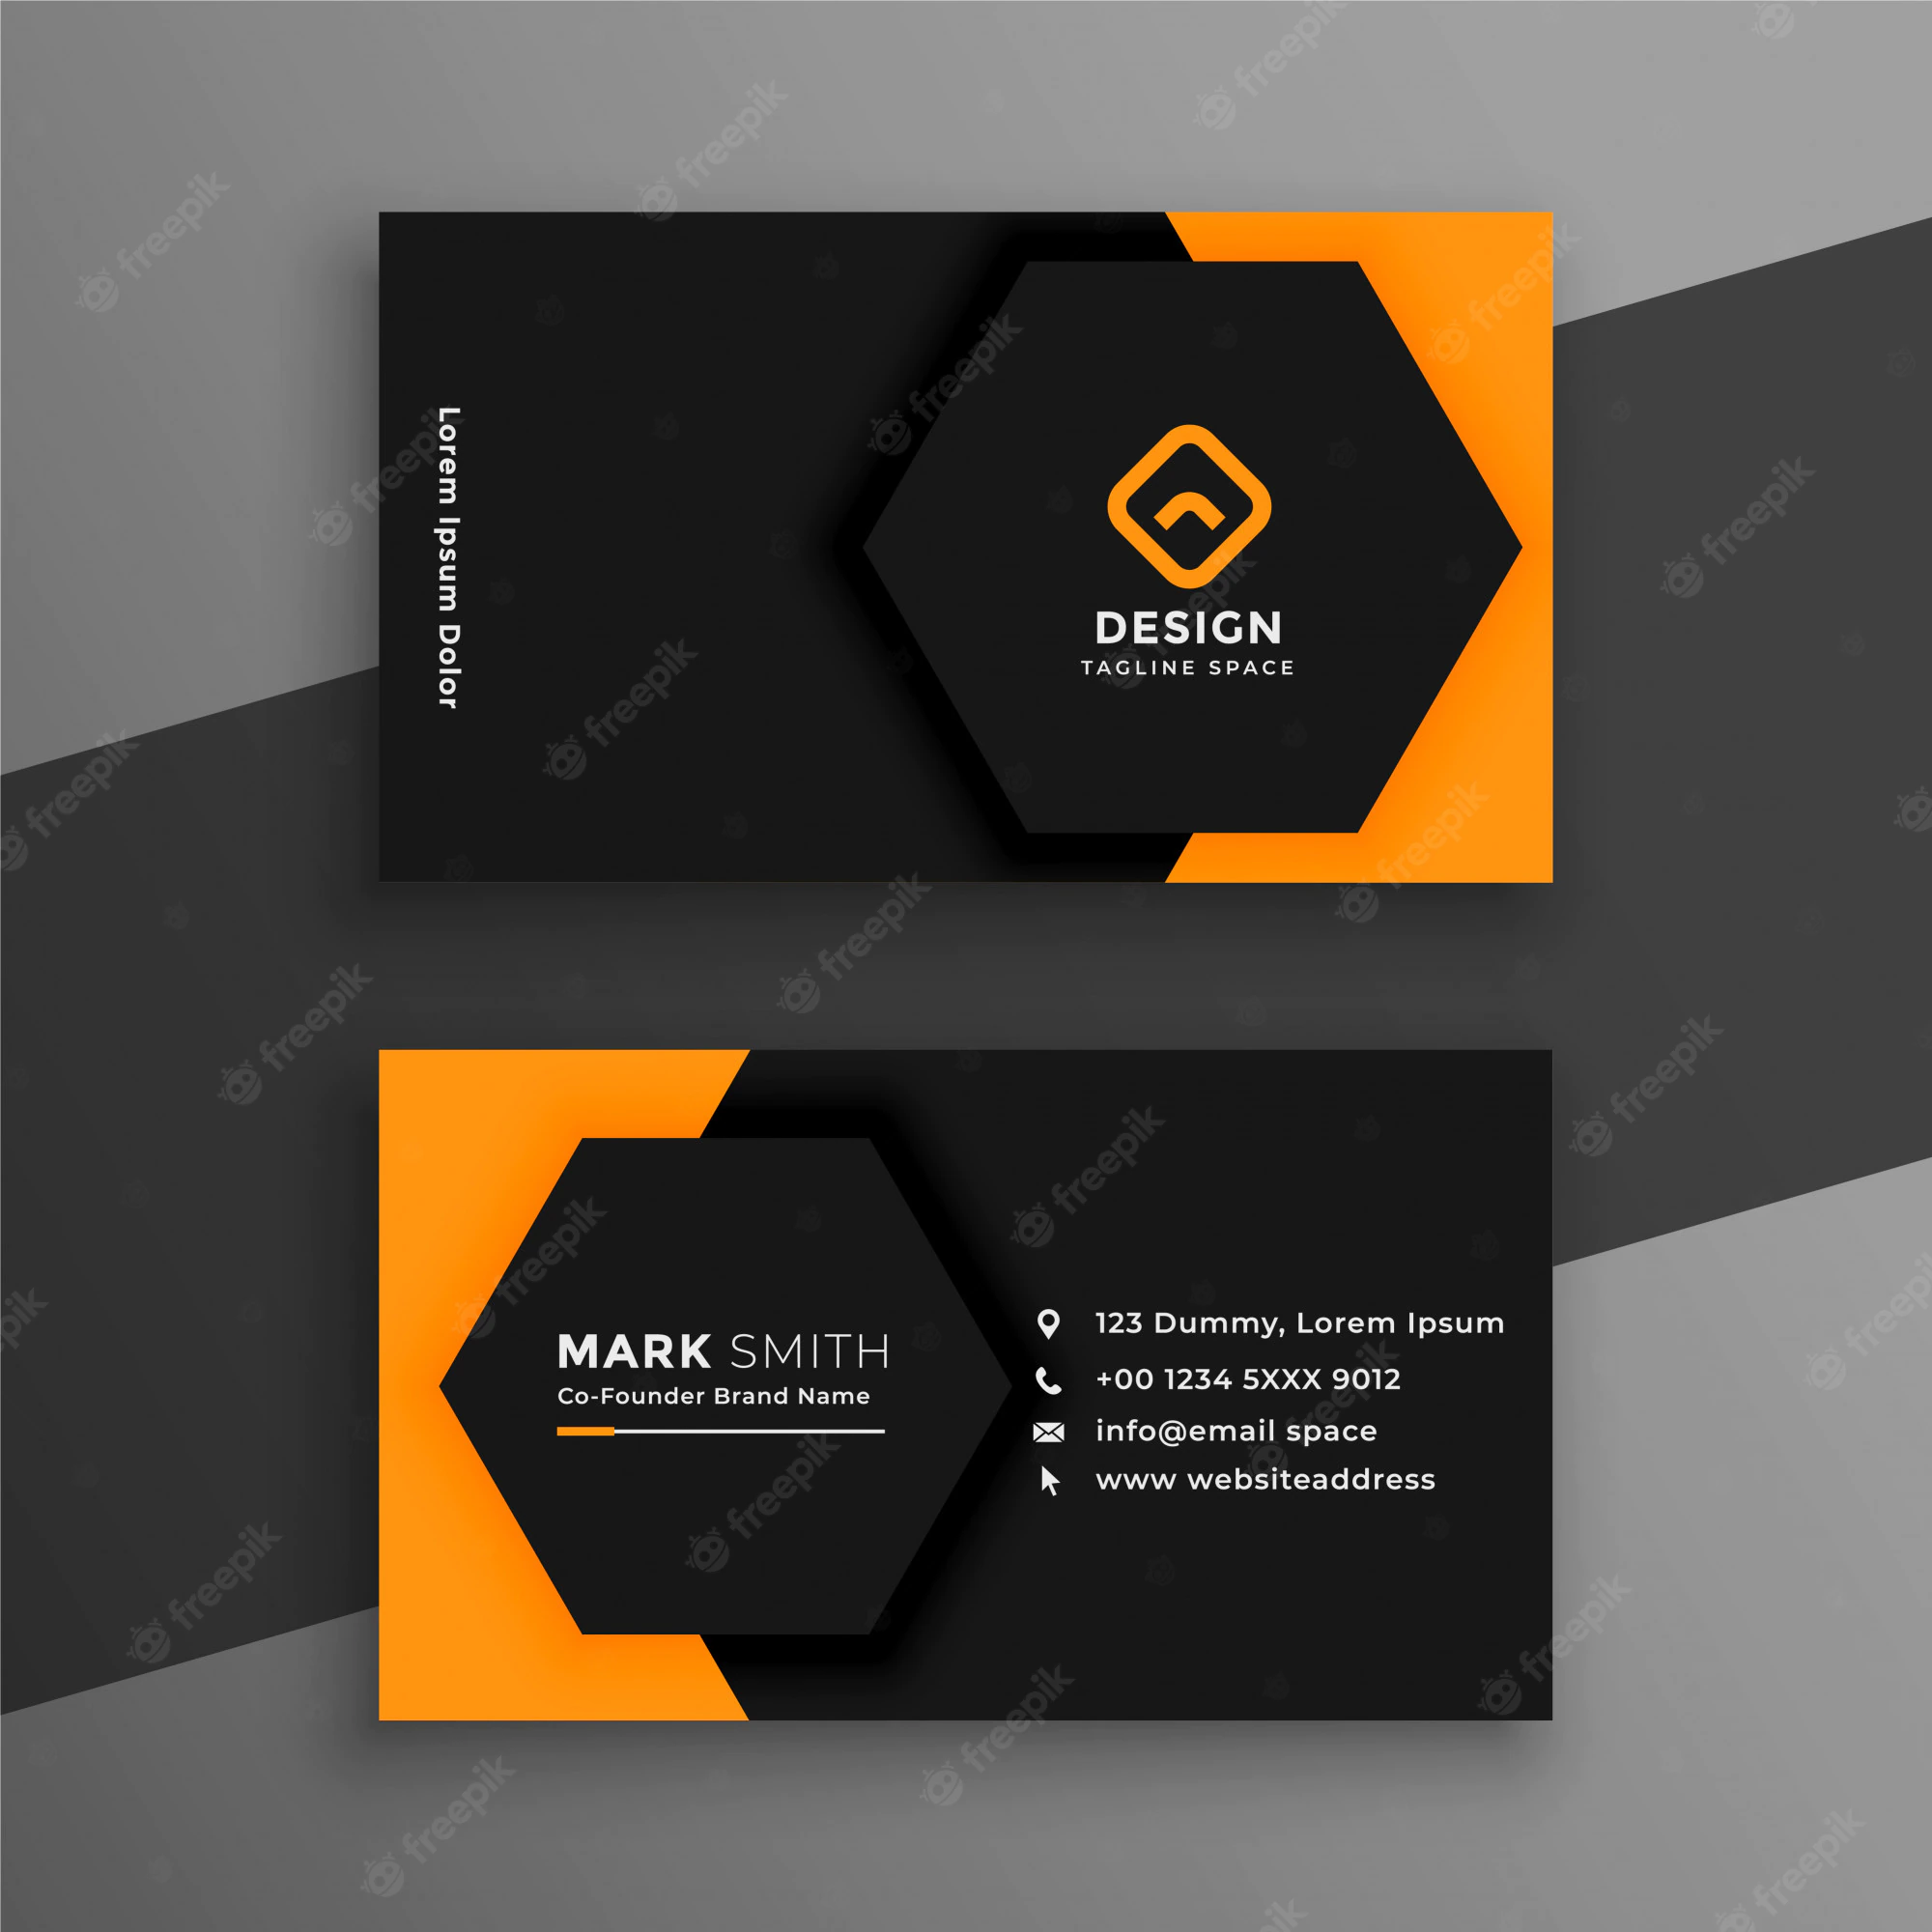 Lorem Ipsum Dolor
DESIGN
TAGLINE SPACE
MARK SMITH
Co-Founder Brand Name
123 Dummy, Lorem Ipsum
+00 1234 5XXX 9012
info@email space
www websiteaddress
freepik